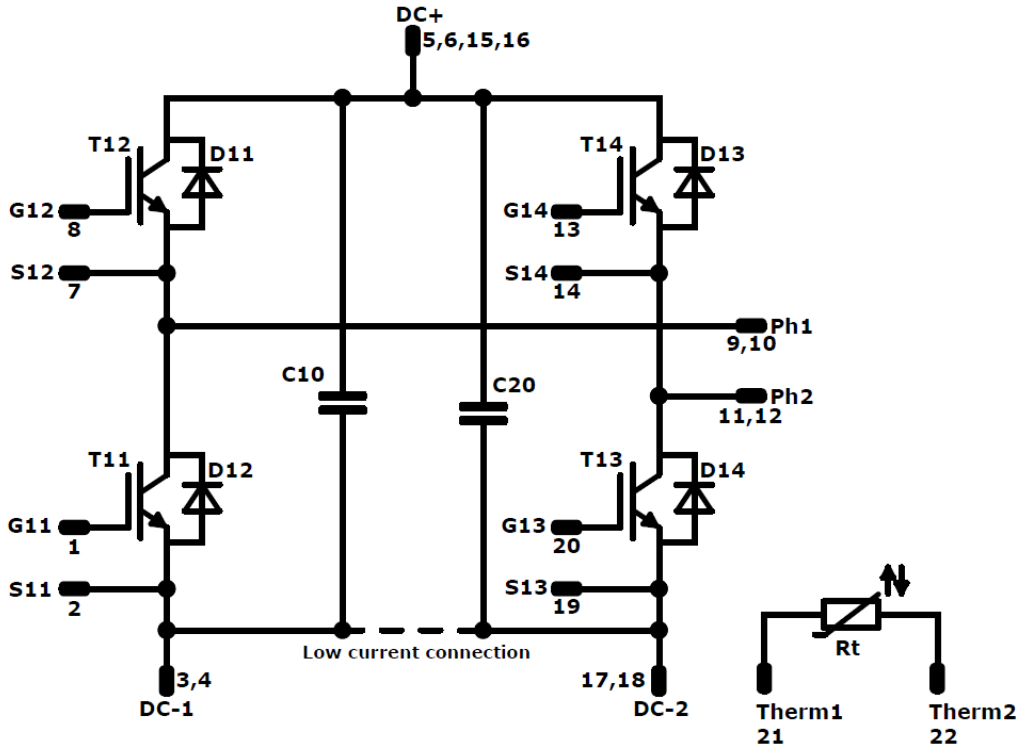 DC+
5,6,15,16
T12
D11
T14
D13
G12
8
G14
13
S12
7
S14
14
Ph1
9,10
C10
C20
Ph2
11,12
T11
D12
T13
D14
G11
1
G13
20
S11
2
S13
19
Rt
Low current connection
3,4
17,18
DC-1
DC-2
Therm1
21
Therm2
22